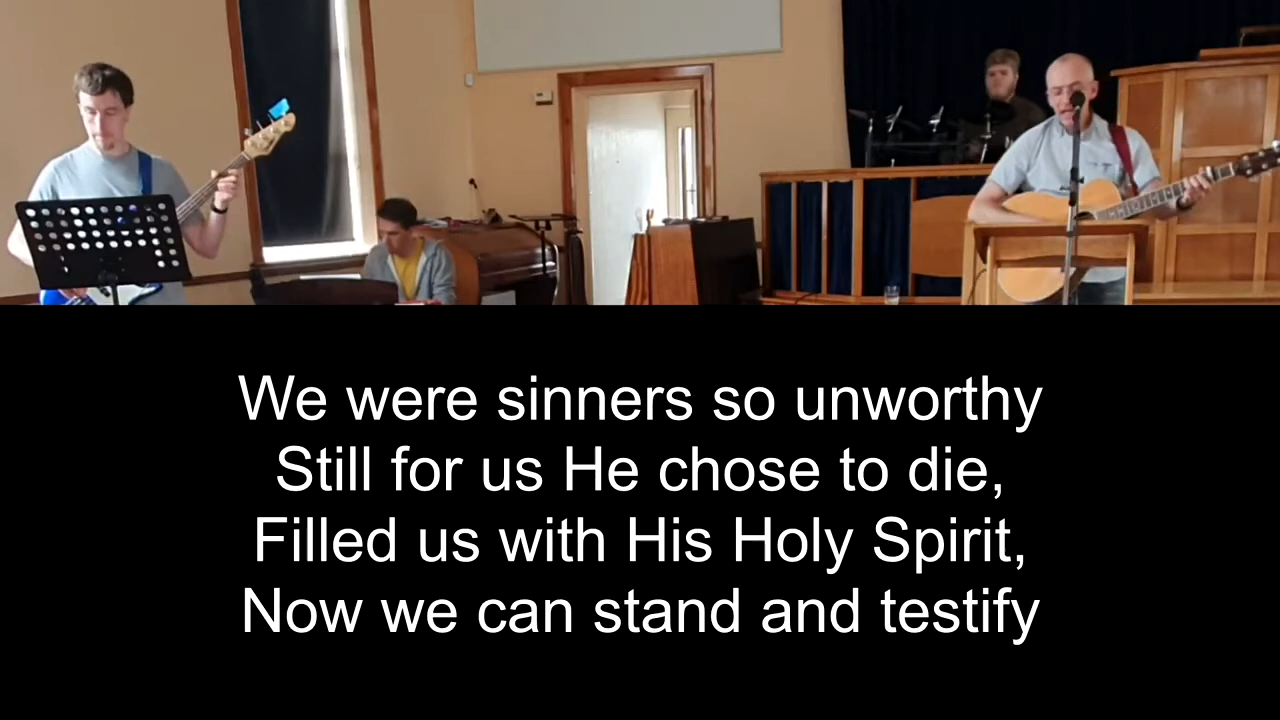 We were sinners so unworthy
Still for us He chose to die,
Filled us with His Holy Spirit,
Now we can stand and testify